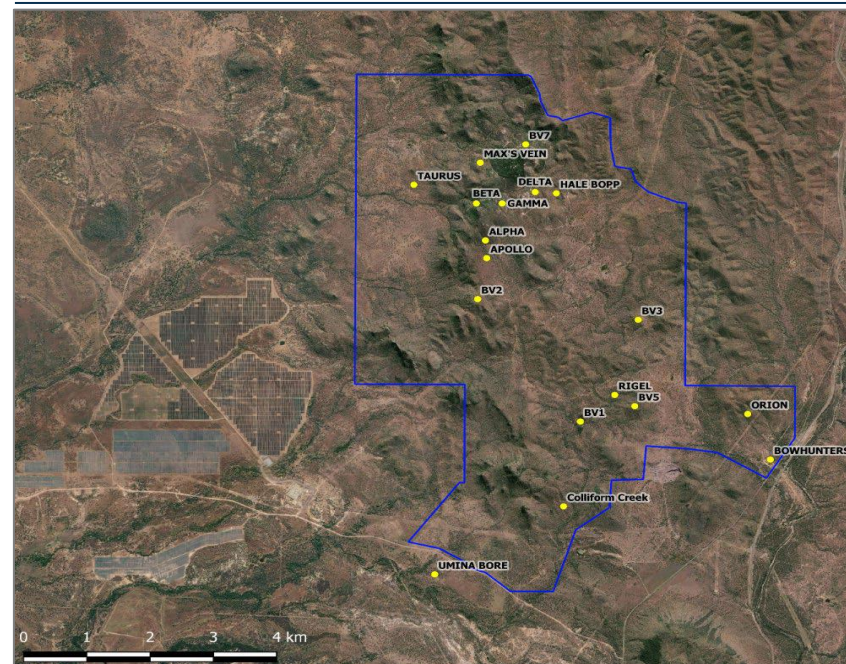 BV7
MAX'S VEIN
TAURUS
DELTA
HALE BOPP
BETA
GAMMA
ALPHA
APOLLO
BV2
BV3
RIGEL
BV5
ORION
BV1
BOWHUNTERS
Colliform Creek
UMINA BORE
0 1 2 3 4 km